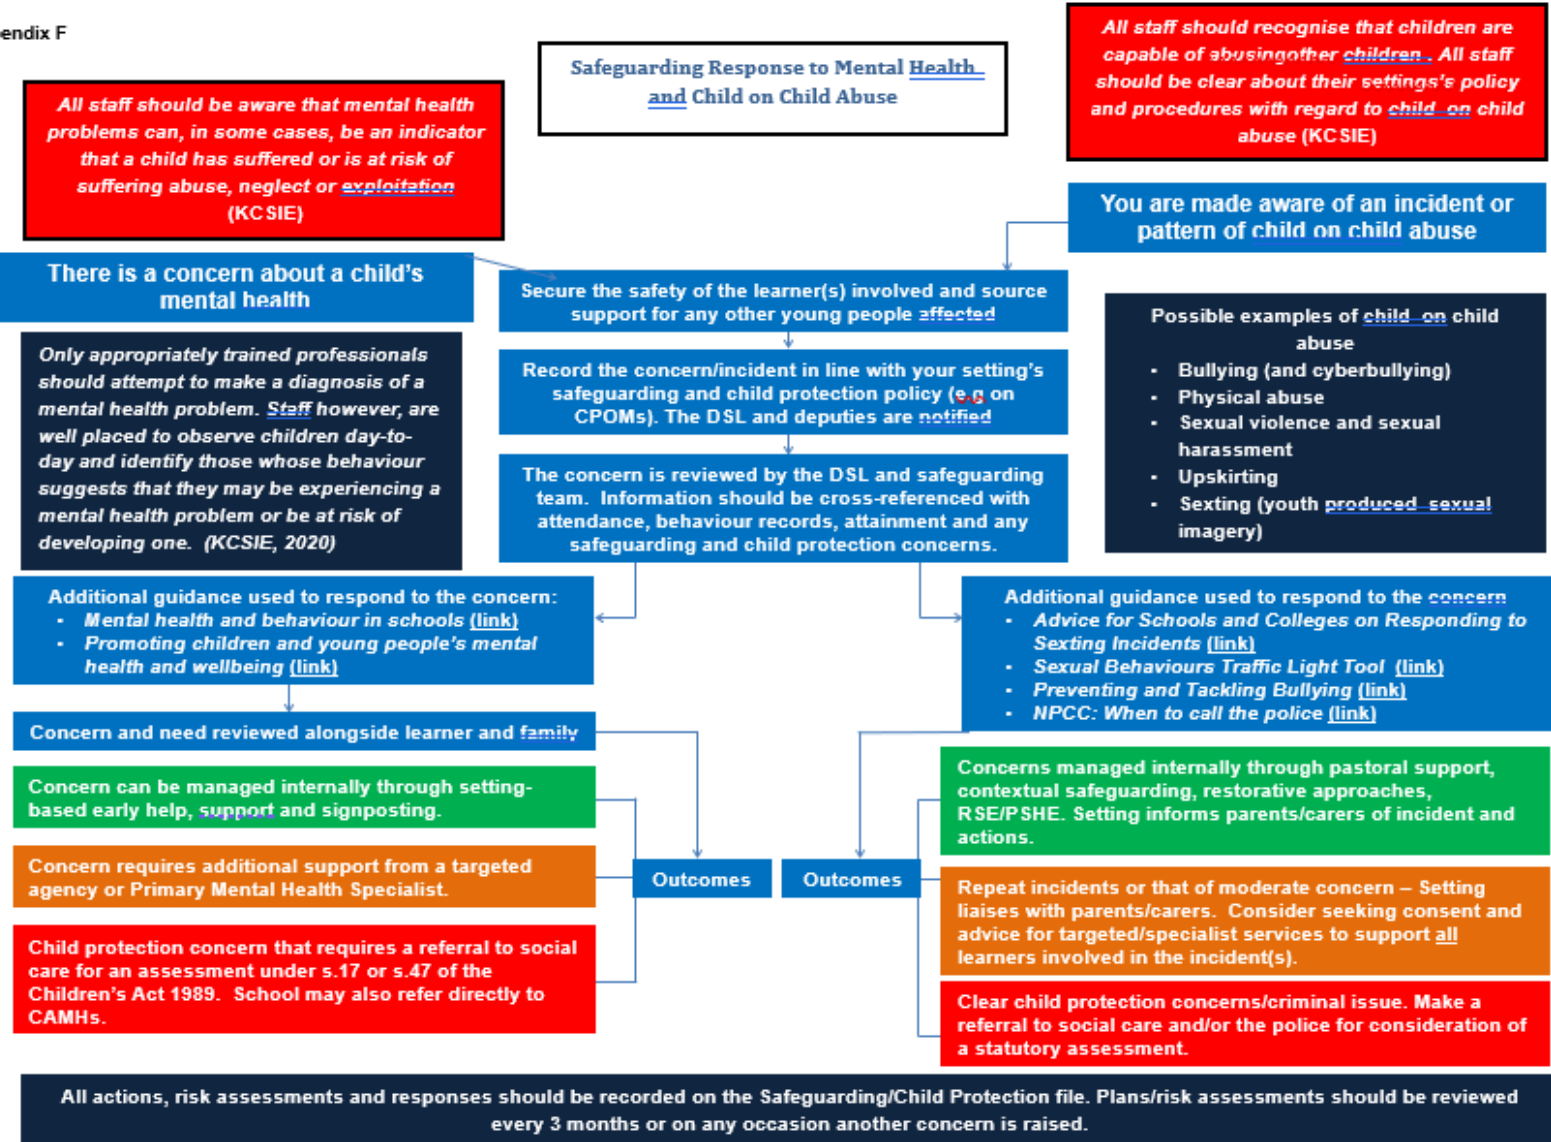 endix F
Safeguarding Response to Mental Health
and Child on Child Abuse
All staff should recognise that children are
capable of abusingother children. All staff
should be clear about their settings's policy
and procedures with regard to child on child
abuse (KCSIE)
All staff should be aware that mental health
problems can, in some cases, be an indicator
that a child has suffered or is at risk of
suffering abuse, neglect or exploitation
(KCSIE)
You are made aware of an incident or
pattern of child on child abuse
There is a concern about a child's
mental health
Secure the safety of the learner(s) involved and source
support for any other young people affected
Possible examples of child on child
abuse
- Bullying (and cyberbullying)
- Physical abuse
- Sexual violence and sexual
harassment
- Upskirting
- Sexting (youth produced sexual
imagery)
Only appropriately trained professionals
should attempt to make a diagnosis of a
mental health problem. Staff however, are
well placed to observe children day-to-
day and identify those whose behaviour
suggests that they may be experiencing a
mental health problem or be at risk of
developing one. (KCSIE, 2020)
Record the concern/incident in line with your setting's
safeguarding and child protection policy (e.g on
CPOMs). The DSL and deputies are notified
The concern is reviewed by the DSL and safeguarding
team. Information should be cross-referenced with
attendance, behaviour records, attainment and any
safeguarding and child protection concerns.
Additional guidance used to respond to the concern:
- Mental health and behaviour in schools (link)
- Promoting children and young people's mental
health and wellbeing (link)
Additional guidance used to respond to the concern
- Advice for Schools and Colleges on Responding to
Sexting Incidents (link)
- Sexual Behaviours Traffic Light Tool (link)
- Preventing and Tackling Bullying (link)
- NPCC: When to call the police (link)
Concern and need reviewed alongside learner and family
Concern can be managed internally through setting-
based early help, support and signposting.
Concern requires additional support from a targeted
agency or Primary Mental Health Specialist.
Child protection concern that requires a referral to social
care for an assessment under s.17 or s.47 of the
Children's Act 1989. School may also refer directly to
CAMHs.
Outcomes
Outcomes
Concerns managed internally through pastoral support,
contextual safeguarding, restorative approaches,
RSE/PSHE. Setting informs parents/carers of incident and
actions.
Repeat incidents or that of moderate concern – Setting
liaises with parents/carers. Consider seeking consent and
advice for targeted/specialist services to support all
learners involved in the incident(s).
Clear child protection concerns/criminal issue. Make a
referral to social care and/or the police for consideration of
a statutory assessment.
All actions, risk assessments and responses should be recorded on the Safeguarding/Child Protection file. Plans/risk assessments should be reviewed
every 3 months or on any occasion another concern is raised.